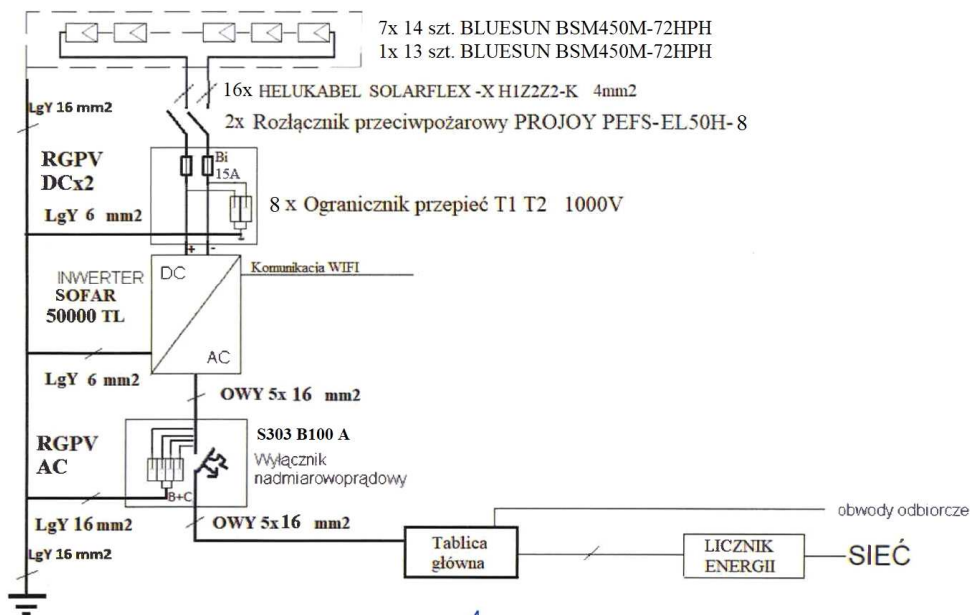 7x 14 szt. BLUESUN BSM450M-72HPH
1x 13 szt. BLUESUN BSM450M-72HPH
16x HELUKABEL SOLARFLEX -X H1Z2Z2-K 4mm2
LgY 16 mm2
2x Rozłącznik przeciwpożarowy PROJOY PEFS-EL50H-8
RGPV
DCx2
Bi
15A
LgY 6 mm2
8 x Ogranicznik przepięć T1 T2 1000V
+ -
DC
Komunikacja WIFI
INWERTER
SOFAR
50000 TL
AC
LgY 6 mm2
OWY 5x 16 mm2
RGPV
AC
S303 B100 A
Wyłącznik
nadmiarowoprądowy
B+C
LgY 16 mm2
OWY 5x16 mm2
obwody odbiorcze
Tablica
główna
LICZNIK
ENERGII
SIEĆ
LgY 16 mm2